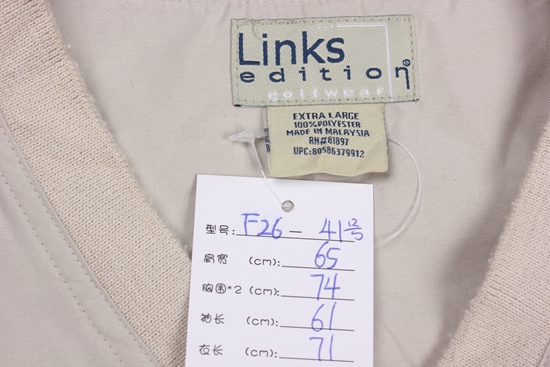 Links
edition
golfwear
EXTRA LARGE
100% POLYESTER
MADE IN MALAYSIA
RN#81897
UPC:80586379912
型号: F26-41
肩宽 (cm): 65
胸围*2 (cm): 74
袖长 (cm): 61
衣长 (cm): 71